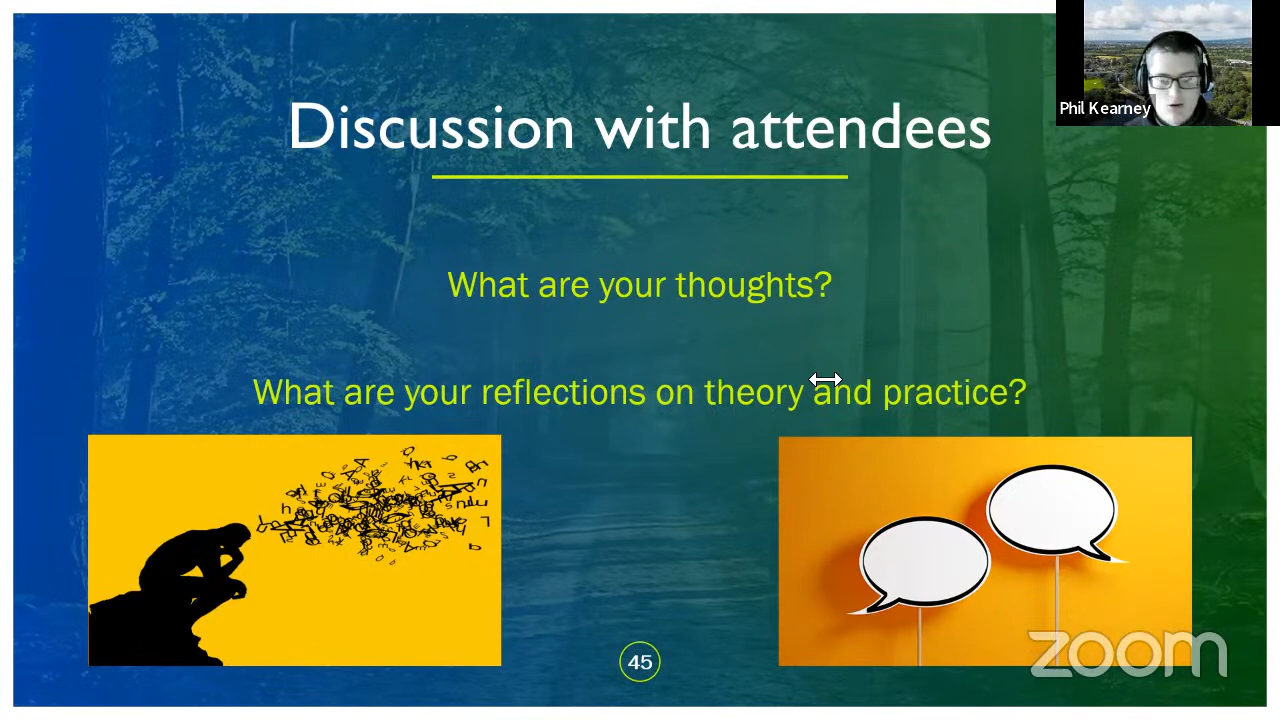 Discussion with attendees
Phil Kearney
What are your thoughts?
What are your reflections on theory and practice?
45
zoom